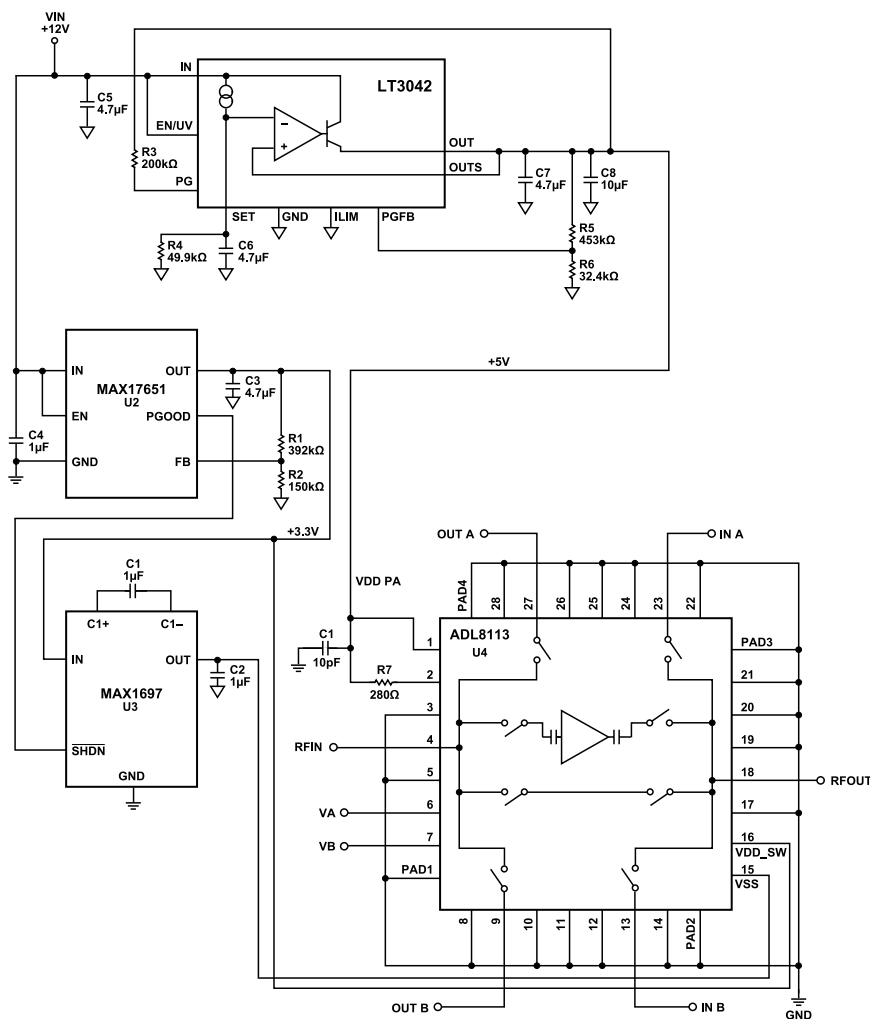 VIN
+12V
IN
LT3042
C5
4.7µF
EN/UV
R3
200kΩ
PG
−
+
OUT
OUTS
C7
4.7µF
C8
10µF
SET
GND
ILIM
PGFB
R4
49.9kΩ
C6
4.7µF
R5
453kΩ
R6
32.4kΩ
+5V
IN
OUT
MAX17651
U2
EN
PGOOD
GND
FB
C3
4.7µF
C4
1µF
R1
392kΩ
R2
150kΩ
+3.3V
C1
1µF
C1+
C1−
IN
OUT
MAX1697
U3
SHDN
GND
C2
1µF
VDD PA
C1
10pF
R7
280Ω
OUT A
IN A
PAD4
28
27
26
25
24
23
22
ADL8113
U4
PAD3
1
2
3
4
5
6
7
PAD1
RFIN
VA
VB
21
20
19
18
RFOUT
17
16
VDD_SW
15
VSS
8
9
10
11
12
13
14
PAD2
OUT B
IN B
GND